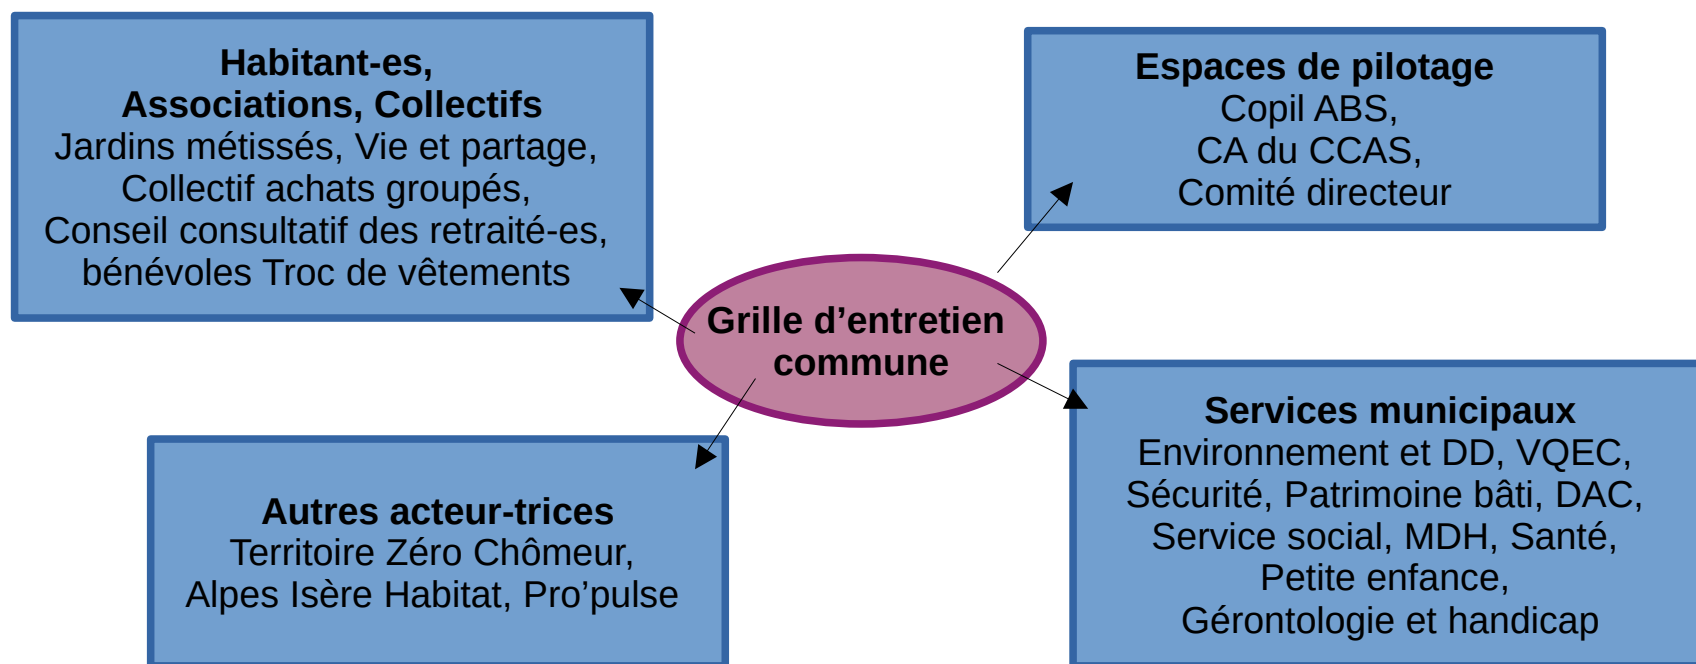 Habitant-es,
Associations, Collectifs
Jardins métissés, Vie et partage,
Collectif achats groupés,
Conseil consultatif des retraité-es,
bénévoles Troc de vêtements
Espaces de pilotage
Copil ABS,
CA du CCAS,
Comité directeur
Grille d’entretien
commune
Autres acteur-trices
Territoire Zéro Chômeur,
Alpes Isère Habitat, Pro’pulse
Services municipaux
Environnement et DD, VQEC,
Sécurité, Patrimoine bâti, DAC,
Service social, MDH, Santé,
Petite enfance,
Gérontologie et handicap